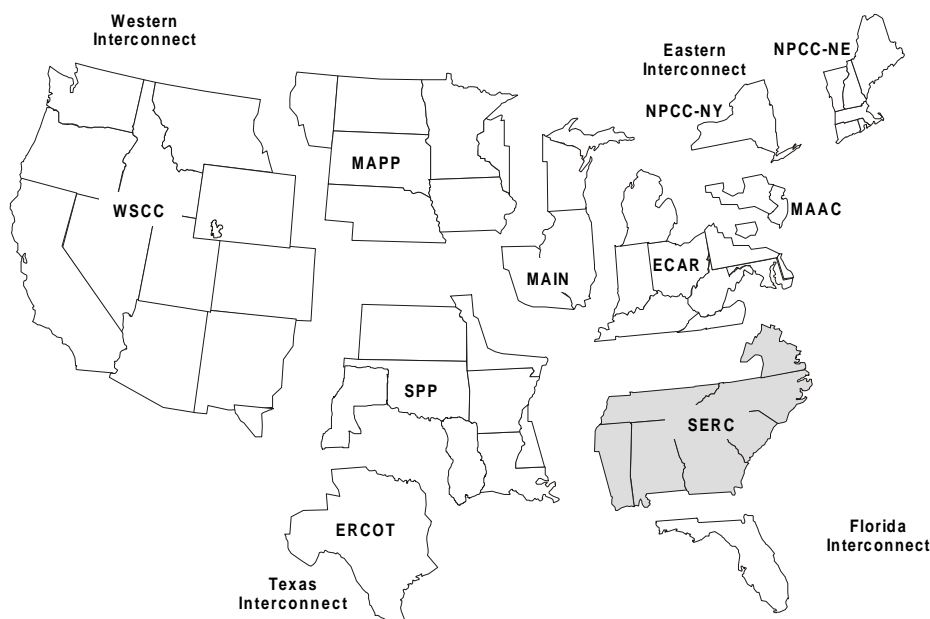 Western
Interconnect
Eastern
Interconnect
NPCC-NE
NPCC-NY
MAPP
WSCC
MAAC
ECAR
MAIN
SPP
SERC
ERCOT
Florida
Interconnect
Texas
Interconnect